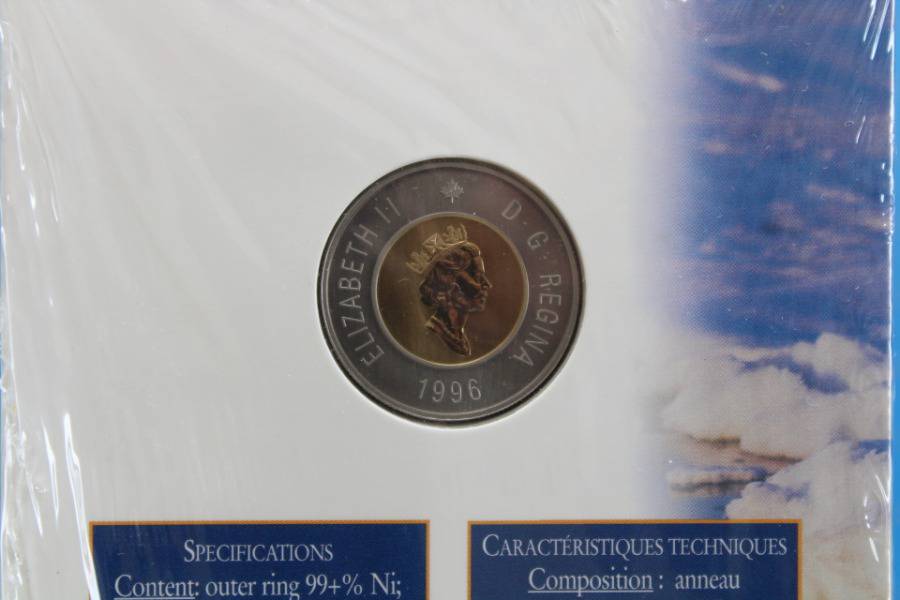 ELIZABETH II D·G·REGINA
1996
SPECIFICATIONS
Content: outer ring 99+% Ni;
CARACTÉRISTIQUES TECHNIQUES
Composition : anneau